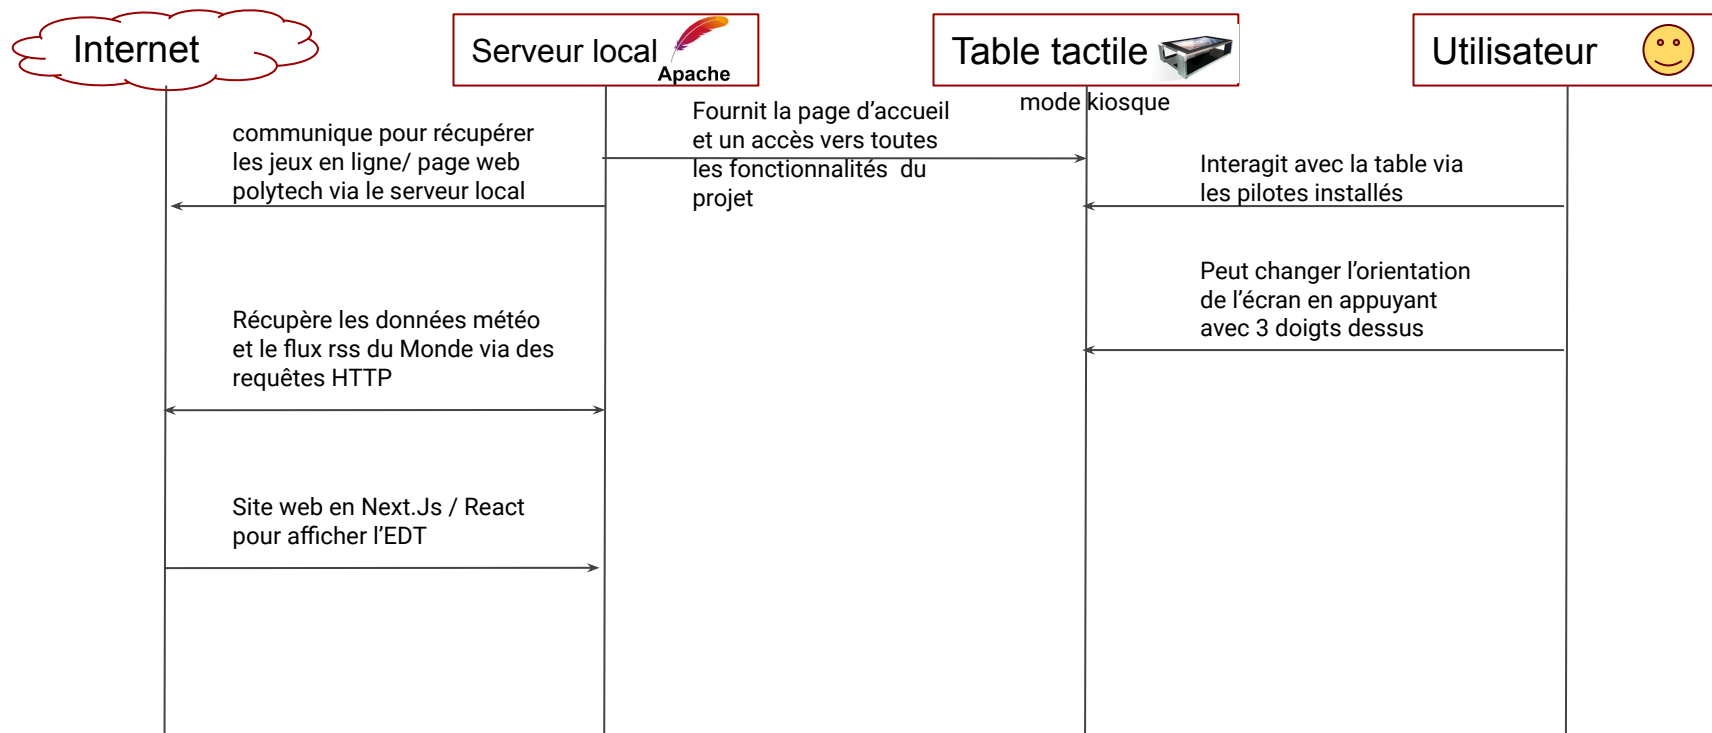 Internet
Serveur local
Apache
Table tactile
Utilisateur
mode kiosque
communique pour récupérer
les jeux en ligne/ page web
polytech via le serveur local
Fournit la page d’accueil
et un accès vers toutes
les fonctionnalités  du
projet
Interagit avec la table via
les pilotes installés
Peut changer l’orientation
de l’écran en appuyant
avec 3 doigts dessus
Récupère les données météo
et le flux rss du Monde via des
requêtes HTTP
Site web en Next.Js / React
pour afficher l’EDT